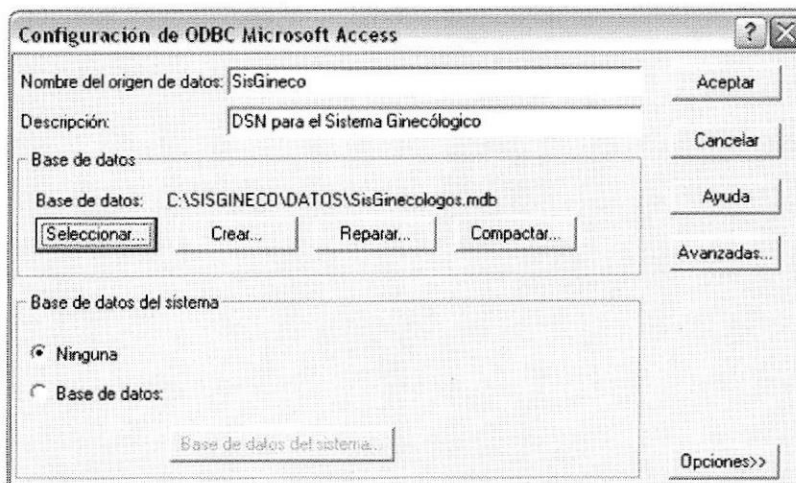 Configuración de ODBC Microsoft Access
Nombre del origen de datos: SisGineco
Aceptar
Descripción: DSN para el Sistema Ginecólogico
Cancelar
Base de datos
Base de datos: C:\SISGINECO\DATOS\SisGinecologos.mdb
Ayuda
Seleccionar... Crear... Reparar... Compactar...
Avanzadas...
Base de datos del sistema
Ninguna
Base de datos:
Base de datos del sistema...
Opciones>>